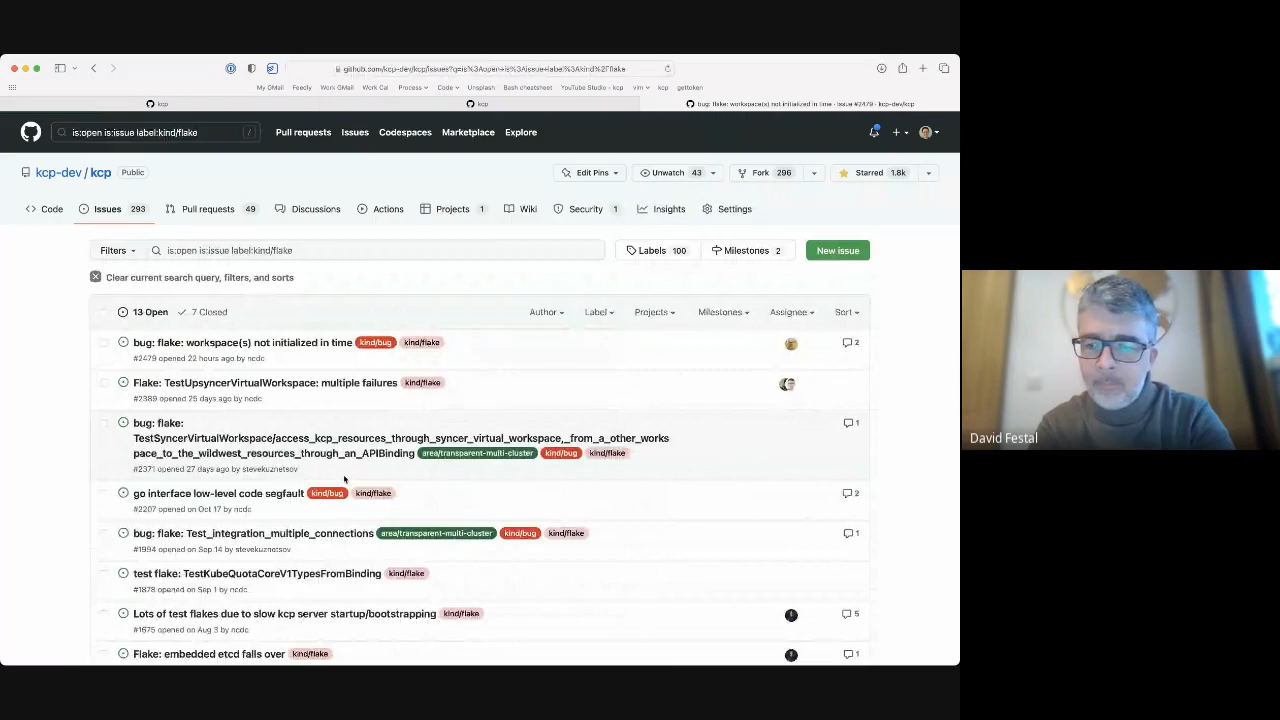 github.com/kcp-dev/kcp/issues?q=is%3Aopen+is%3Aissue+label%3Akind%2Fflake
My GMail Feedly Work GMail Work Cal Process Code Unsplash Bash cheatsheet YouTube Studio - kcp vim kcp gettoken
kcp kcp bug: flake: workspace(s) not initialized in time · Issue #2479 · kcp-dev/kcp
is:open is:issue label:kind/flake / Pull requests Issues Codespaces Marketplace Explore
kcp-dev / kcp Public Edit Pins Unwatch 43 Fork 296 Starred 1.8k
Code Issues 293 Pull requests 49 Discussions Actions Projects 1 Wiki Security 1 Insights Settings
Filters is:open is:issue label:kind/flake Labels 100 Milestones 2 New issue
Clear current search query, filters, and sorts
13 Open 7 Closed Author Label Projects Milestones Assignee Sort
bug: flake: workspace(s) not initialized in time kind/bug kind/flake 2
#2479 opened 22 hours ago by ncdc
Flake: TestUpsyncerVirtualWorkspace: multiple failures kind/flake
#2389 opened 25 days ago by ncdc
bug: flake: 1
TestSyncerVirtualWorkspace/access_kcp_resources_through_syncer_virtual_workspace,_from_a_other_works
pace_to_the_wildwest_resources_through_an_APIBinding area/transparent-multi-cluster kind/bug kind/flake
#2371 opened 27 days ago by stevekuznetsov
go interface low-level code segfault kind/bug kind/flake 2
#2207 opened on Oct 17 by ncdc
bug: flake: Test_integration_multiple_connections area/transparent-multi-cluster kind/bug kind/flake 1
#1994 opened on Sep 14 by stevekuznetsov
test flake: TestKubeQuotaCoreV1TypesFromBinding kind/flake
#1878 opened on Sep 1 by ncdc
Lots of test flakes due to slow kcp server startup/bootstrapping kind/flake 5
#1675 opened on Aug 3 by ncdc
Flake: embedded etcd falls over kind/flake 1
David Festal